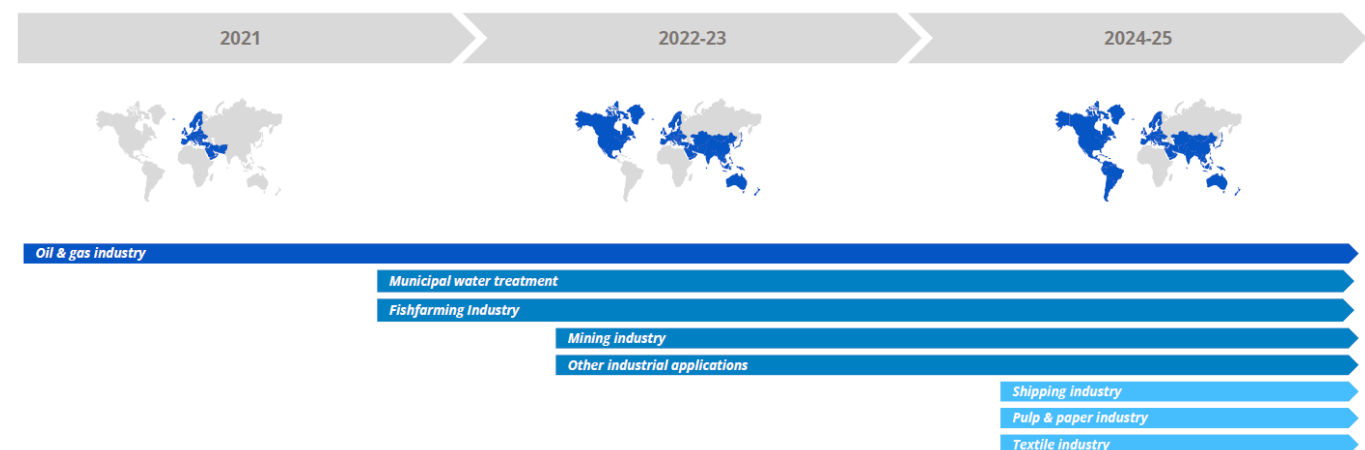 2021
2022-23
2024-25
Oil & gas industry
Municipal water treatment
Fishfarming Industry
Mining industry
Other industrial applications
Shipping industry
Pulp & paper industry
Textile industry